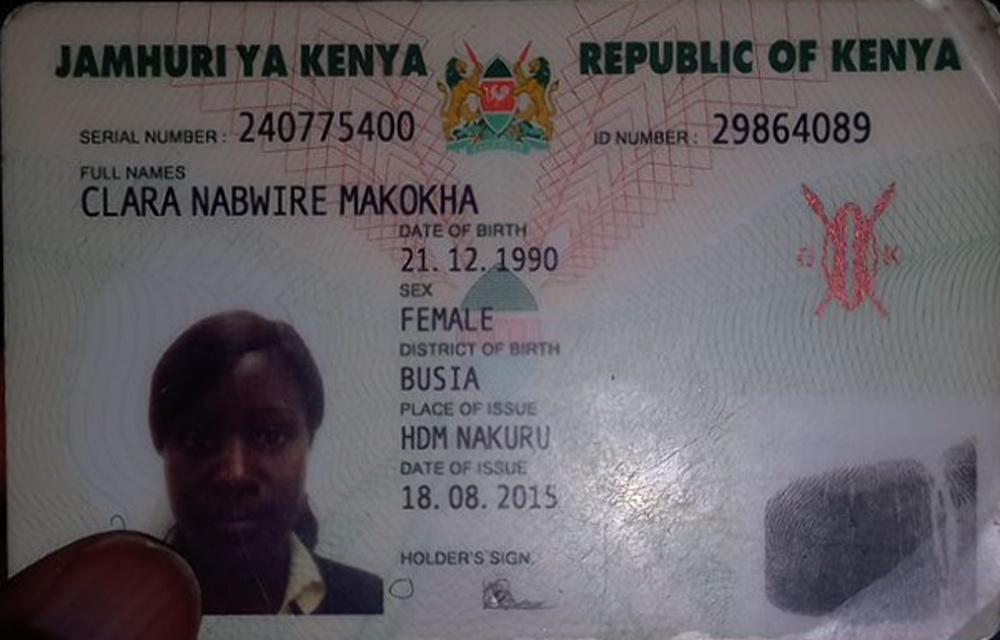 JAMHURI YA KENYA REPUBLIC OF KENYA
SERIAL NUMBER : 240775400 ID NUMBER : 29864089
FULL NAMES
CLARA NABWIRE MAKOKHA
DATE OF BIRTH
21. 12. 1990
SEX
FEMALE
DISTRICT OF BIRTH
BUSIA
PLACE OF ISSUE
HDM NAKURU
DATE OF ISSUE
18. 08. 2015
HOLDER'S SIGN.
G K